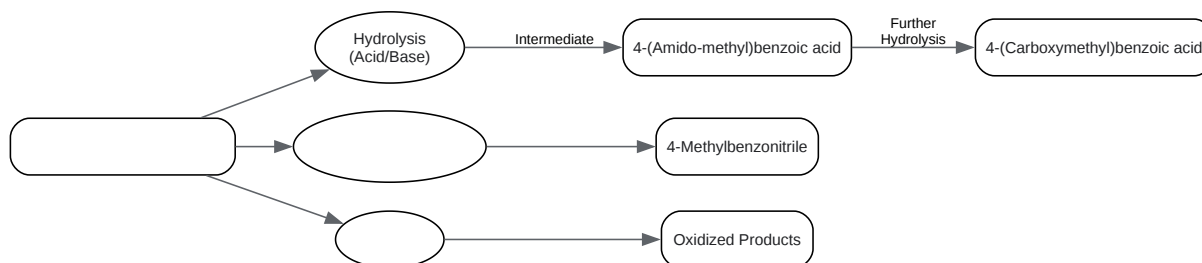 Hydrolysis
(Acid/Base)
Intermediate
4-(Amido-methyl)benzoic acid
Further
Hydrolysis
4-(Carboxymethyl)benzoic acid
4-Methylbenzonitrile
Oxidized Products